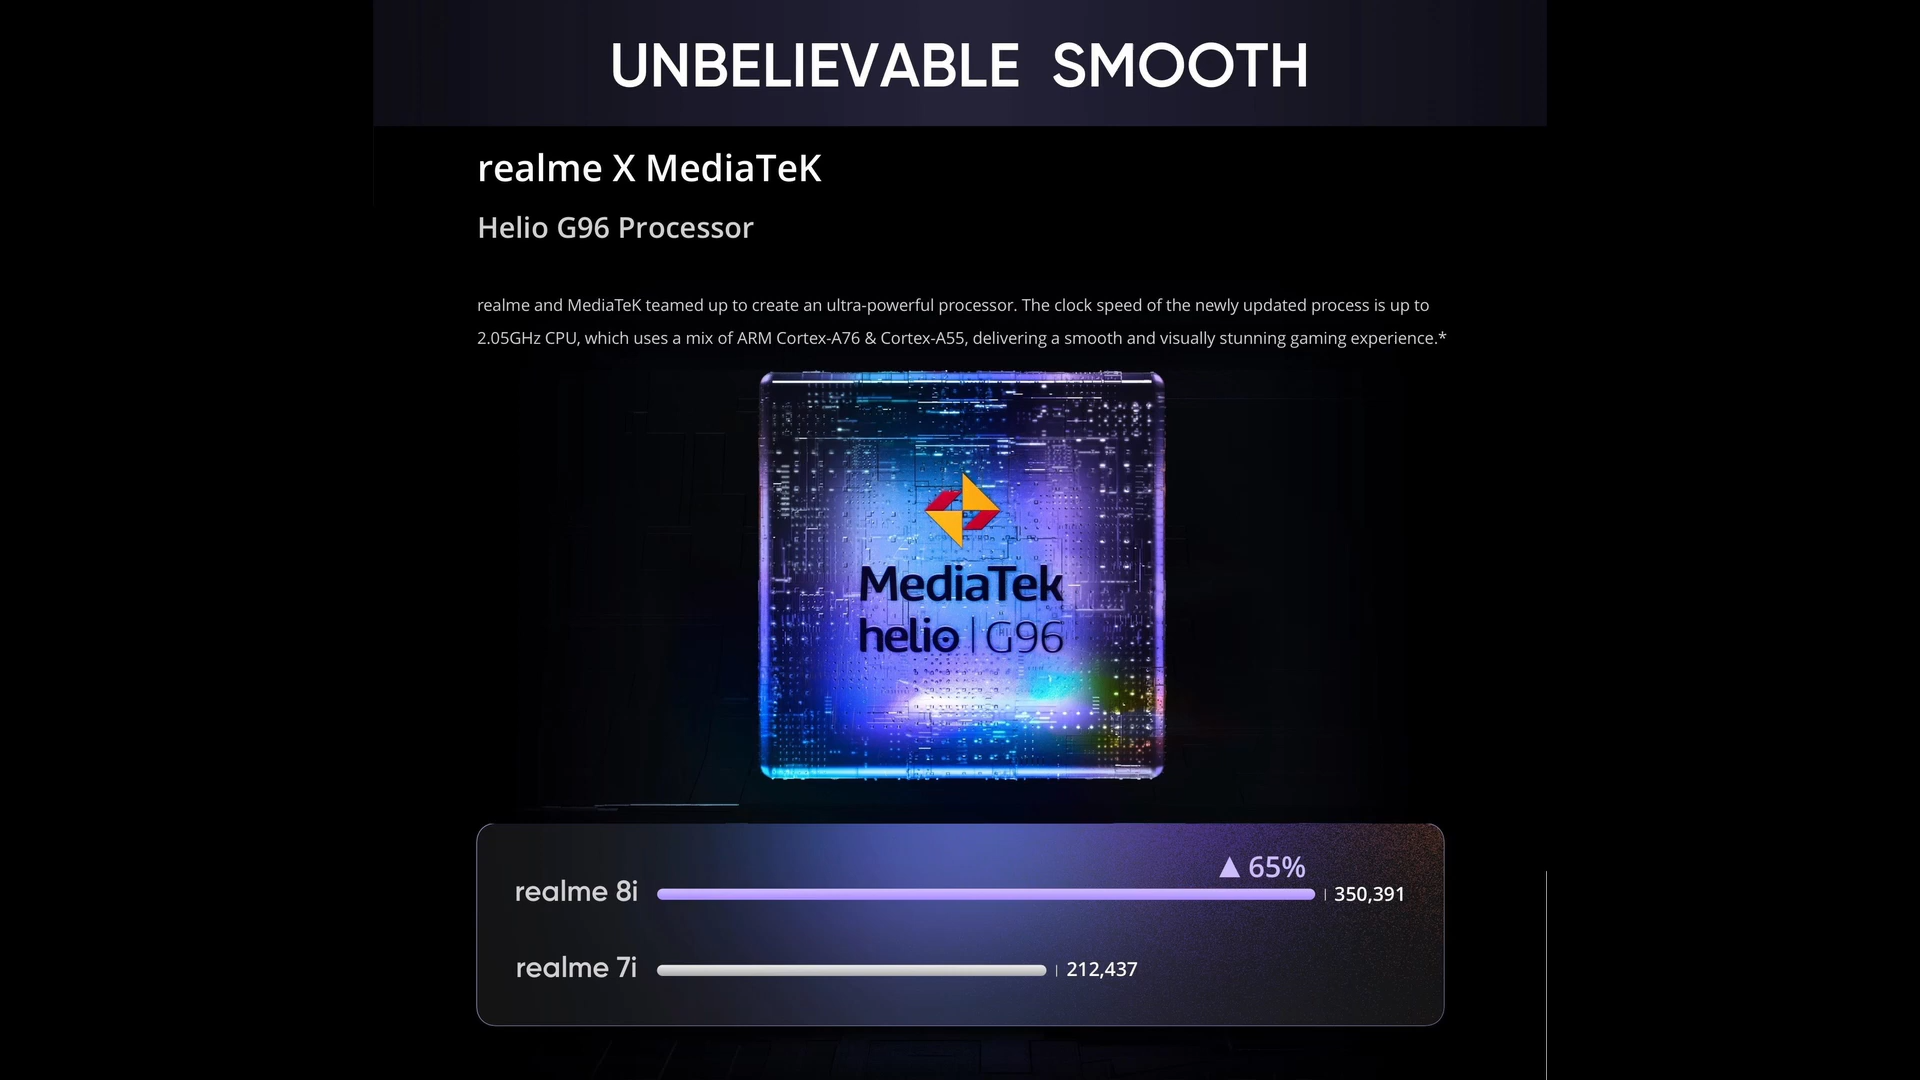 UNBELIEVABLE SMOOTH
realme X MediaTeK
Helio G96 Processor
realme and MediaTeK teamed up to create an ultra-powerful processor. The clock speed of the newly updated process is up to
2.05GHz CPU, which uses a mix of ARM Cortex-A76 & Cortex-A55, delivering a smooth and visually stunning gaming experience.*
MediaTek
helio | G96
▲ 65%
realme 8i | 350,391
realme 7i | 212,437